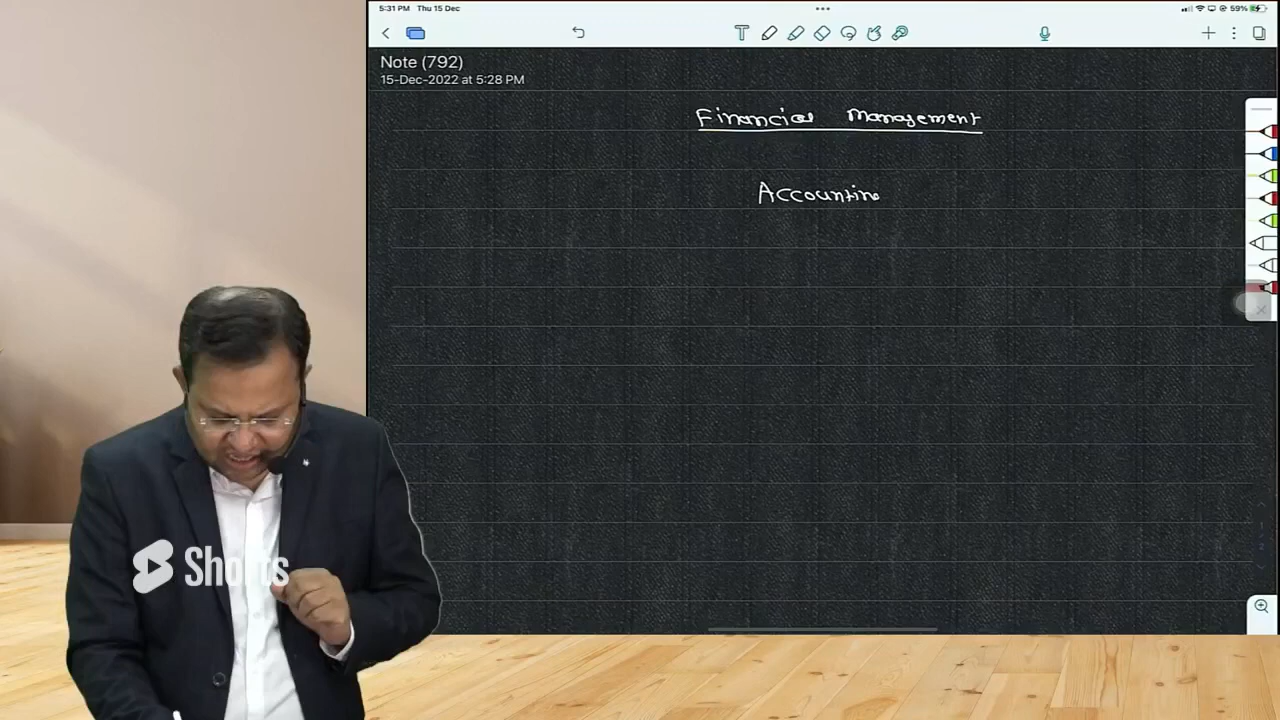 5:31 PM Thu 15 Dec
59%
Note (792)
15-Dec-2022 at 5:28 PM
Financial Management
Accountin
Shorts